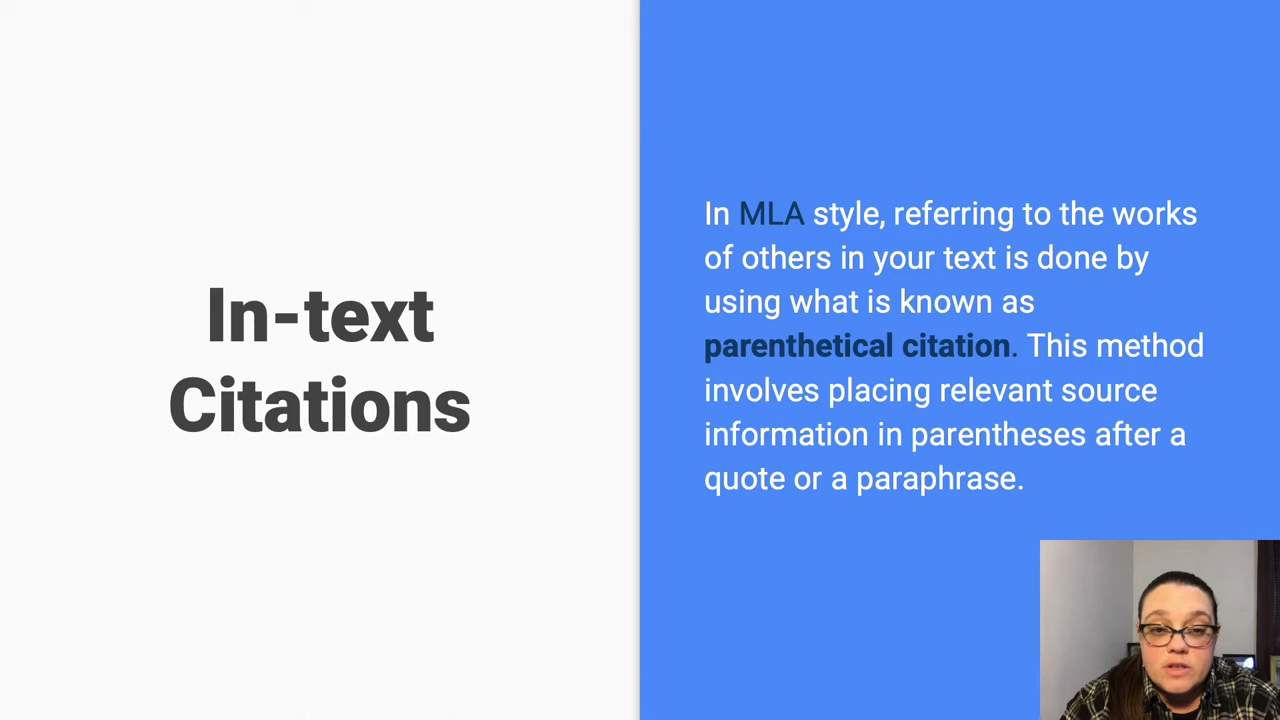 In-text
Citations
In MLA style, referring to the works
of others in your text is done by
using what is known as
parenthetical citation. This method
involves placing relevant source
information in parentheses after a
quote or a paraphrase.